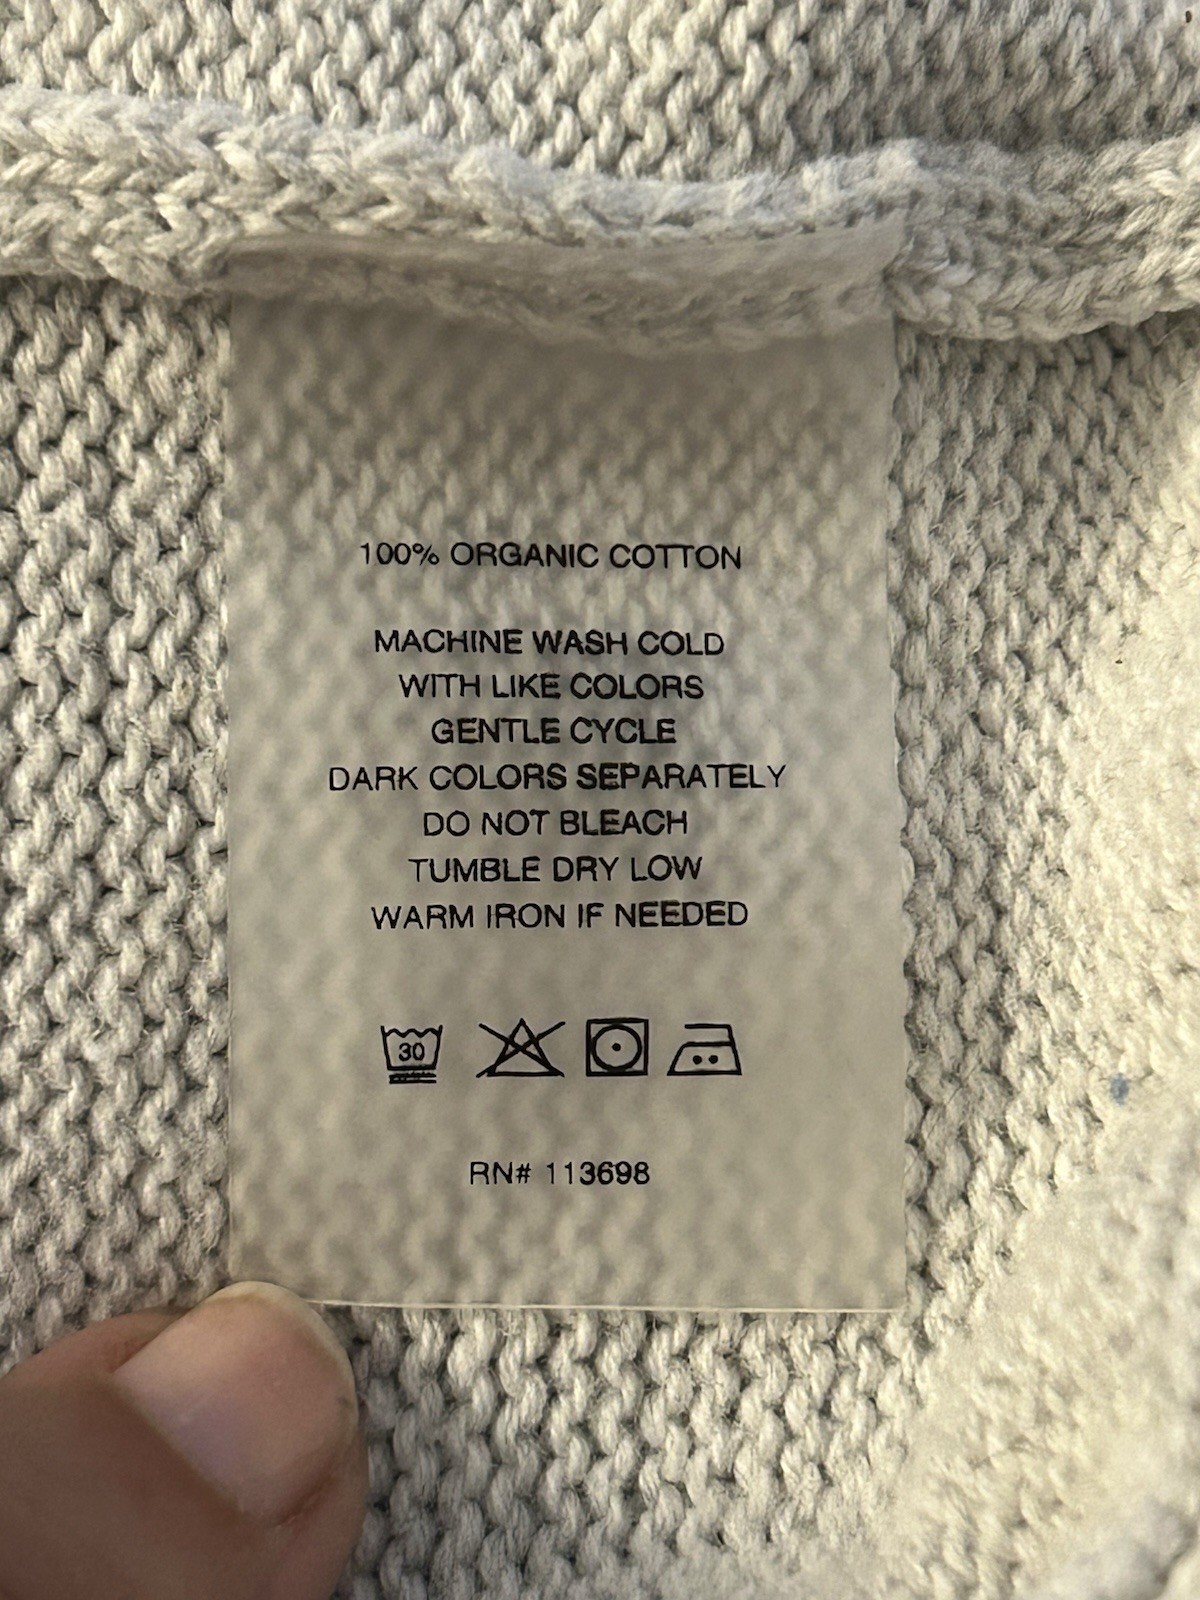 100% ORGANIC COTTON
MACHINE WASH COLD
WITH LIKE COLORS
GENTLE CYCLE
DARK COLORS SEPARATELY
DO NOT BLEACH
TUMBLE DRY LOW
WARM IRON IF NEEDED
30
RN# 113698